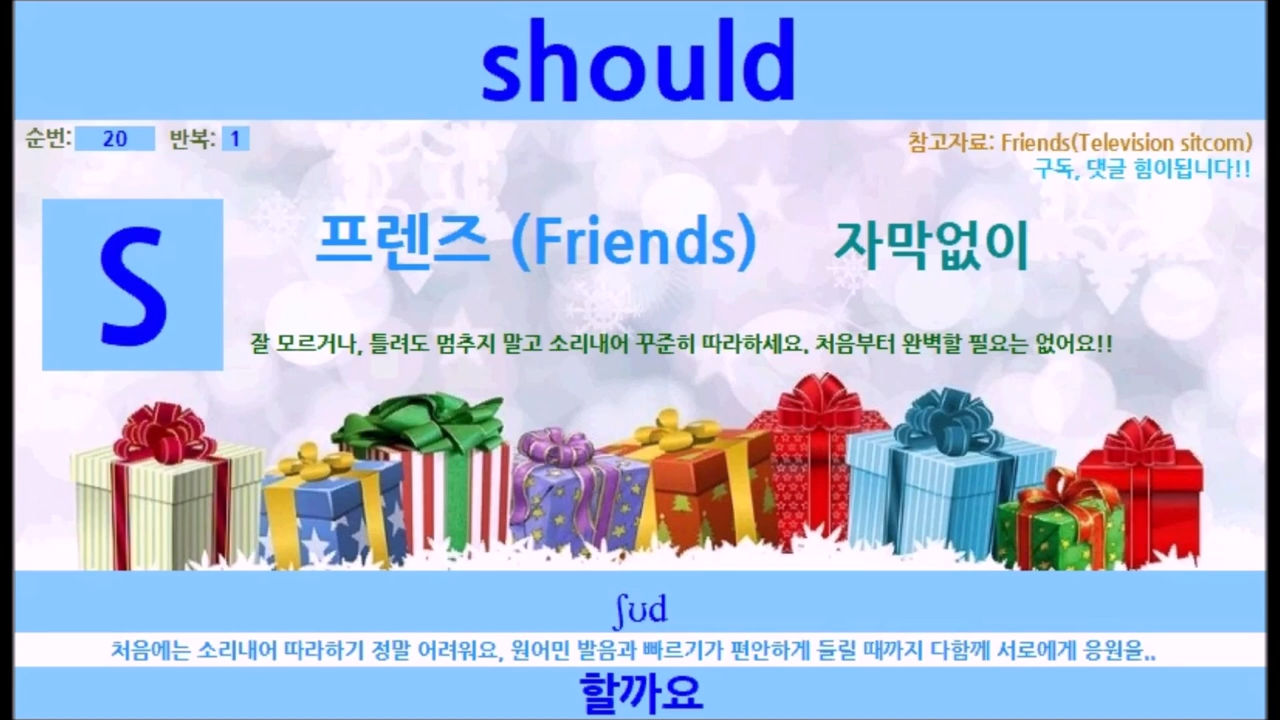 should
순번: 20 반복: 1
참고자료: Friends(Television sitcom)
구독, 댓글 힘이됩니다!!
S
프렌즈 (Friends) 자막없이
잘 모르거나, 틀려도 멈추지 말고 소리내어 꾸준히 따라하세요. 처음부터 완벽할 필요는 없어요!!
ʃʊd
처음에는 소리내어 따라하기 정말 어려워요, 원어민 발음과 빠르기가 편안하게 들릴 때까지 다함께 서로에게 응원을..
할까요